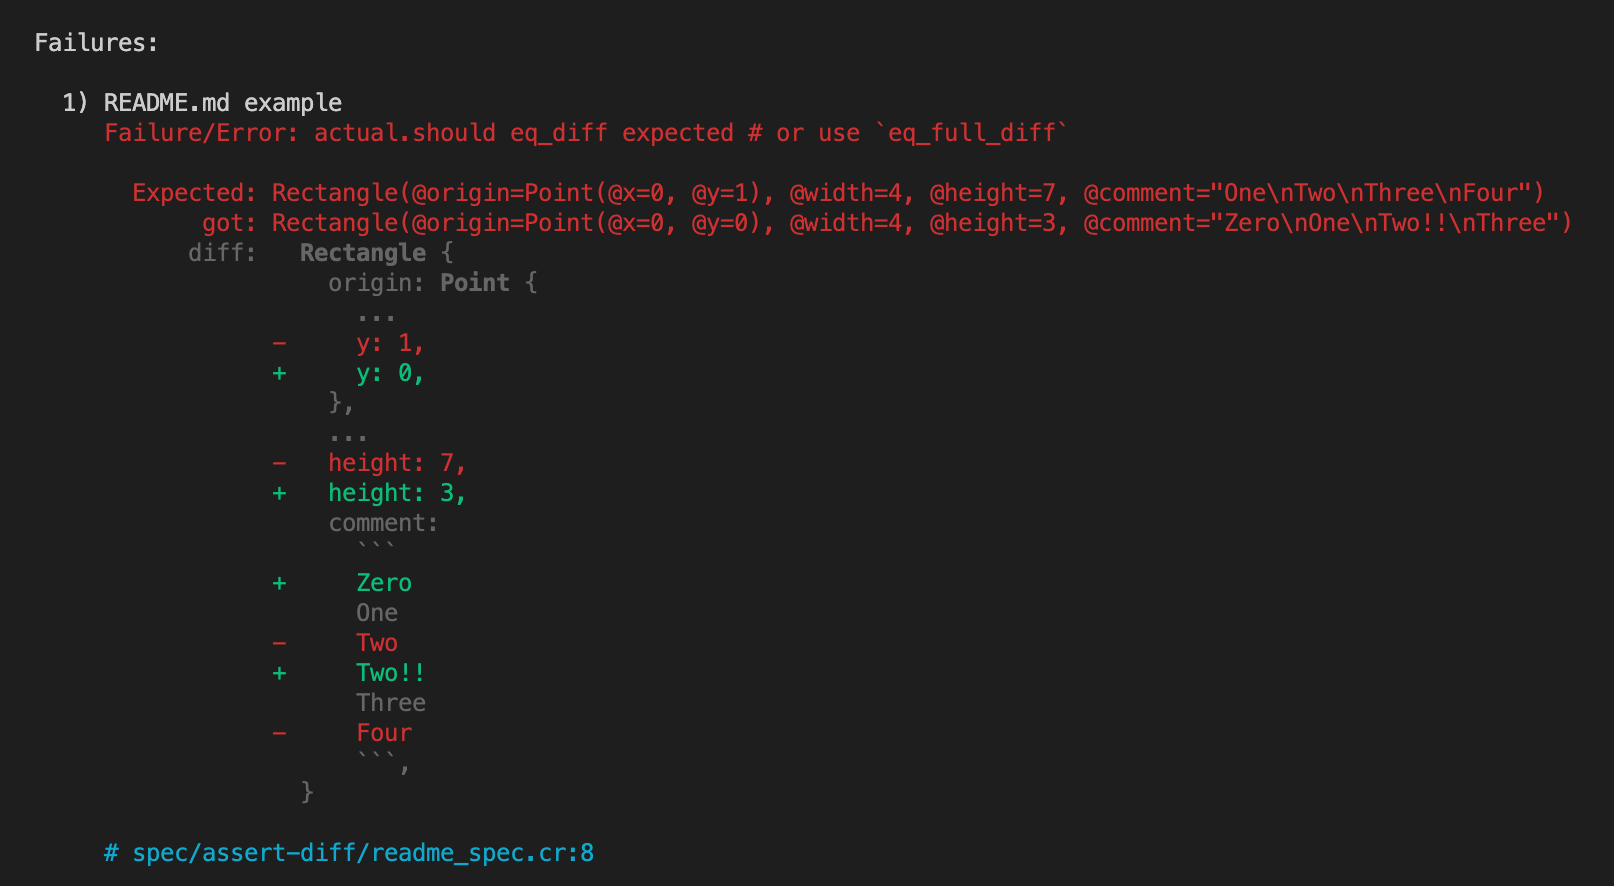 Failures:
1) README.md example
Failure/Error: actual.should eq_diff expected # or use `eq_full_diff`
Expected: Rectangle(@origin=Point(@x=0, @y=1), @width=4, @height=7, @comment="One\nTwo\nThree\nFour")
got: Rectangle(@origin=Point(@x=0, @y=0), @width=4, @height=3, @comment="Zero\nOne\nTwo!!\nThree")
diff:   Rectangle {
origin: Point {
...
-     y: 1,
+     y: 0,
},
...
-   height: 7,
+   height: 3,
comment:
```
+     Zero
One
-     Two
+     Two!!
Three
-     Four
```,
}
# spec/assert-diff/readme_spec.cr:8